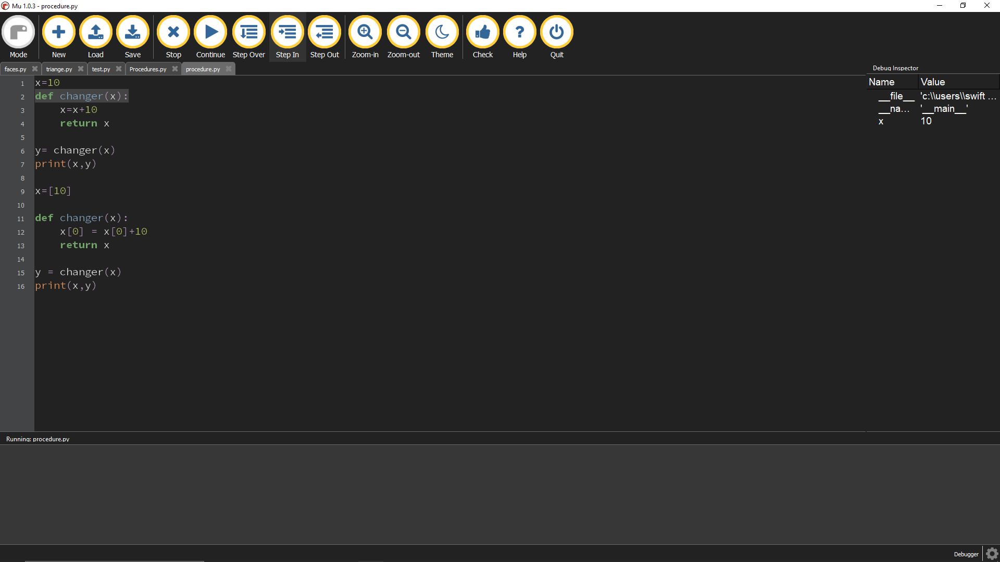 Mu 1.0.3 - procedure.py
Mode New Load Save Stop Continue Step Over Step In Step Out Zoom-in Zoom-out Theme Check Help Quit
faces.py triange.py test.py Procedures.py procedure.py
1 x=10
2 def changer(x):
3     x=x+10
4     return x
5
6 y= changer(x)
7 print(x,y)
8
9 x=[10]
10
11 def changer(x):
12     x[0] = x[0]+10
13     return x
14
15 y = changer(x)
16 print(x,y)
Debug Inspector
Name Value
__file__ 'c:\\users\\swift ...
__na... '__main__'
x 10
Running: procedure.py
Debugger